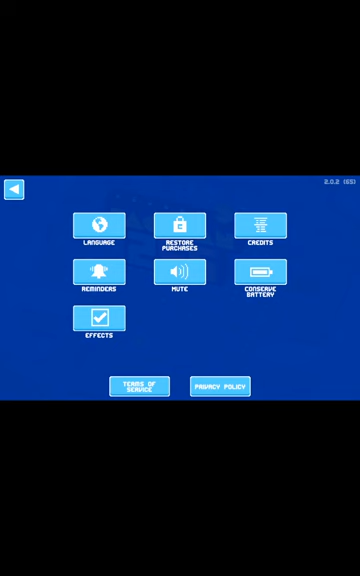 2.0.2 (65)
LANGUAGE
RESTORE
PURCHASES
CREDITS
REMINDERS
MUTE
CONSERVE
BATTERY
EFFECTS
TERMS OF
SERVICE
PRIVACY POLICY